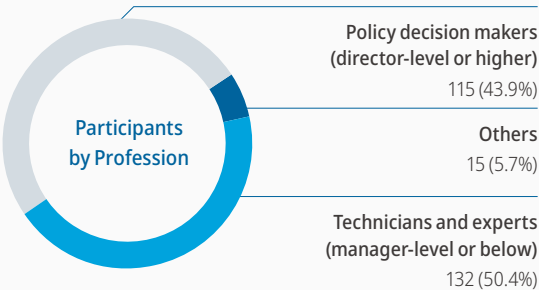 Participants
by Profession
Policy decision makers
(director-level or higher)
115 (43.9%)
Others
15 (5.7%)
Technicians and experts
(manager-level or below)
132 (50.4%)